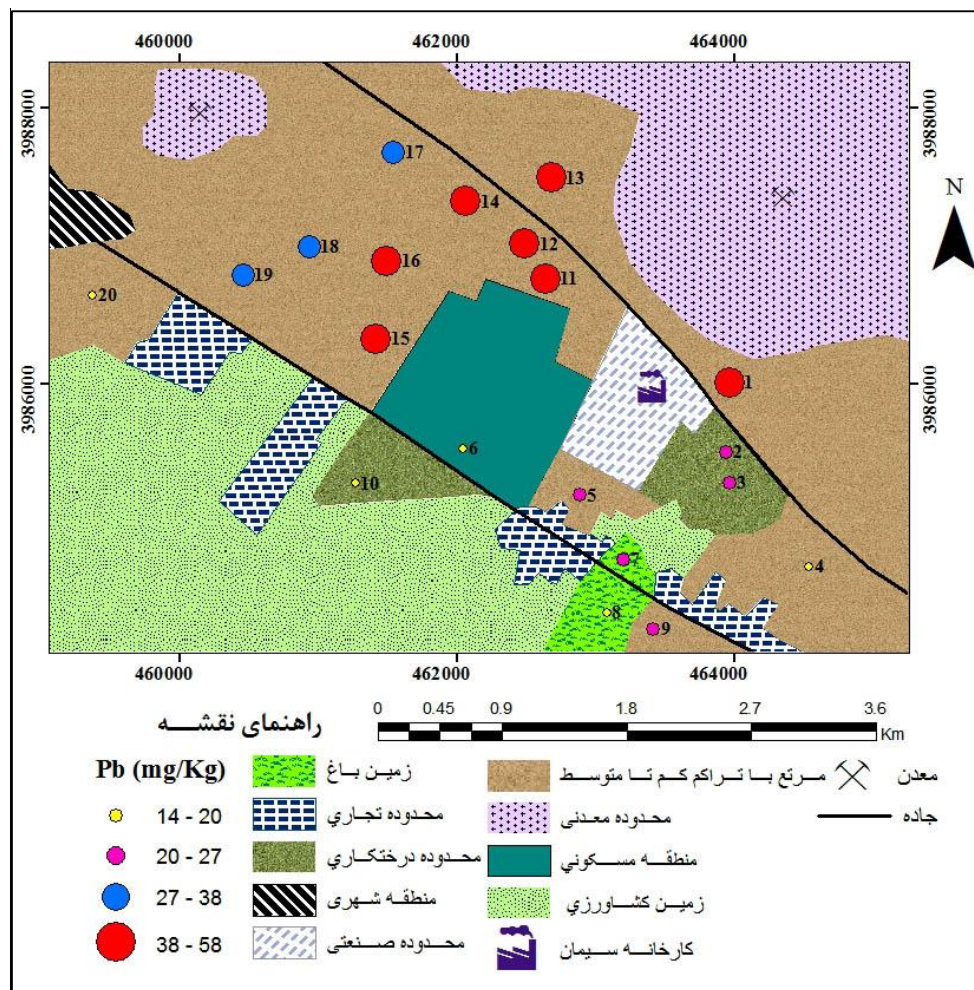 460000 462000 464000
3988000
3988000
N
17
13
14
12
18
16
11
19
20
15
3986000
3986000
1
2
6
3
10
5
4
7
8
9
460000 462000 464000
راهنمای نقشـــه
0 0.45 0.9 1.8 2.7 3.6
Km
Pb (mg/Kg)
14 - 20
20 - 27
27 - 38
38 - 58
زمین باغ
محدوده تجاري
محدوده درختکاري
منطقه شهری
محدوده صنعتی
مرتع با تراکم کم تا متوسط
محدوده معدنی
منطقه مسکوني
زمین کشاورزي
کارخانه سیمان
معدن
جاده